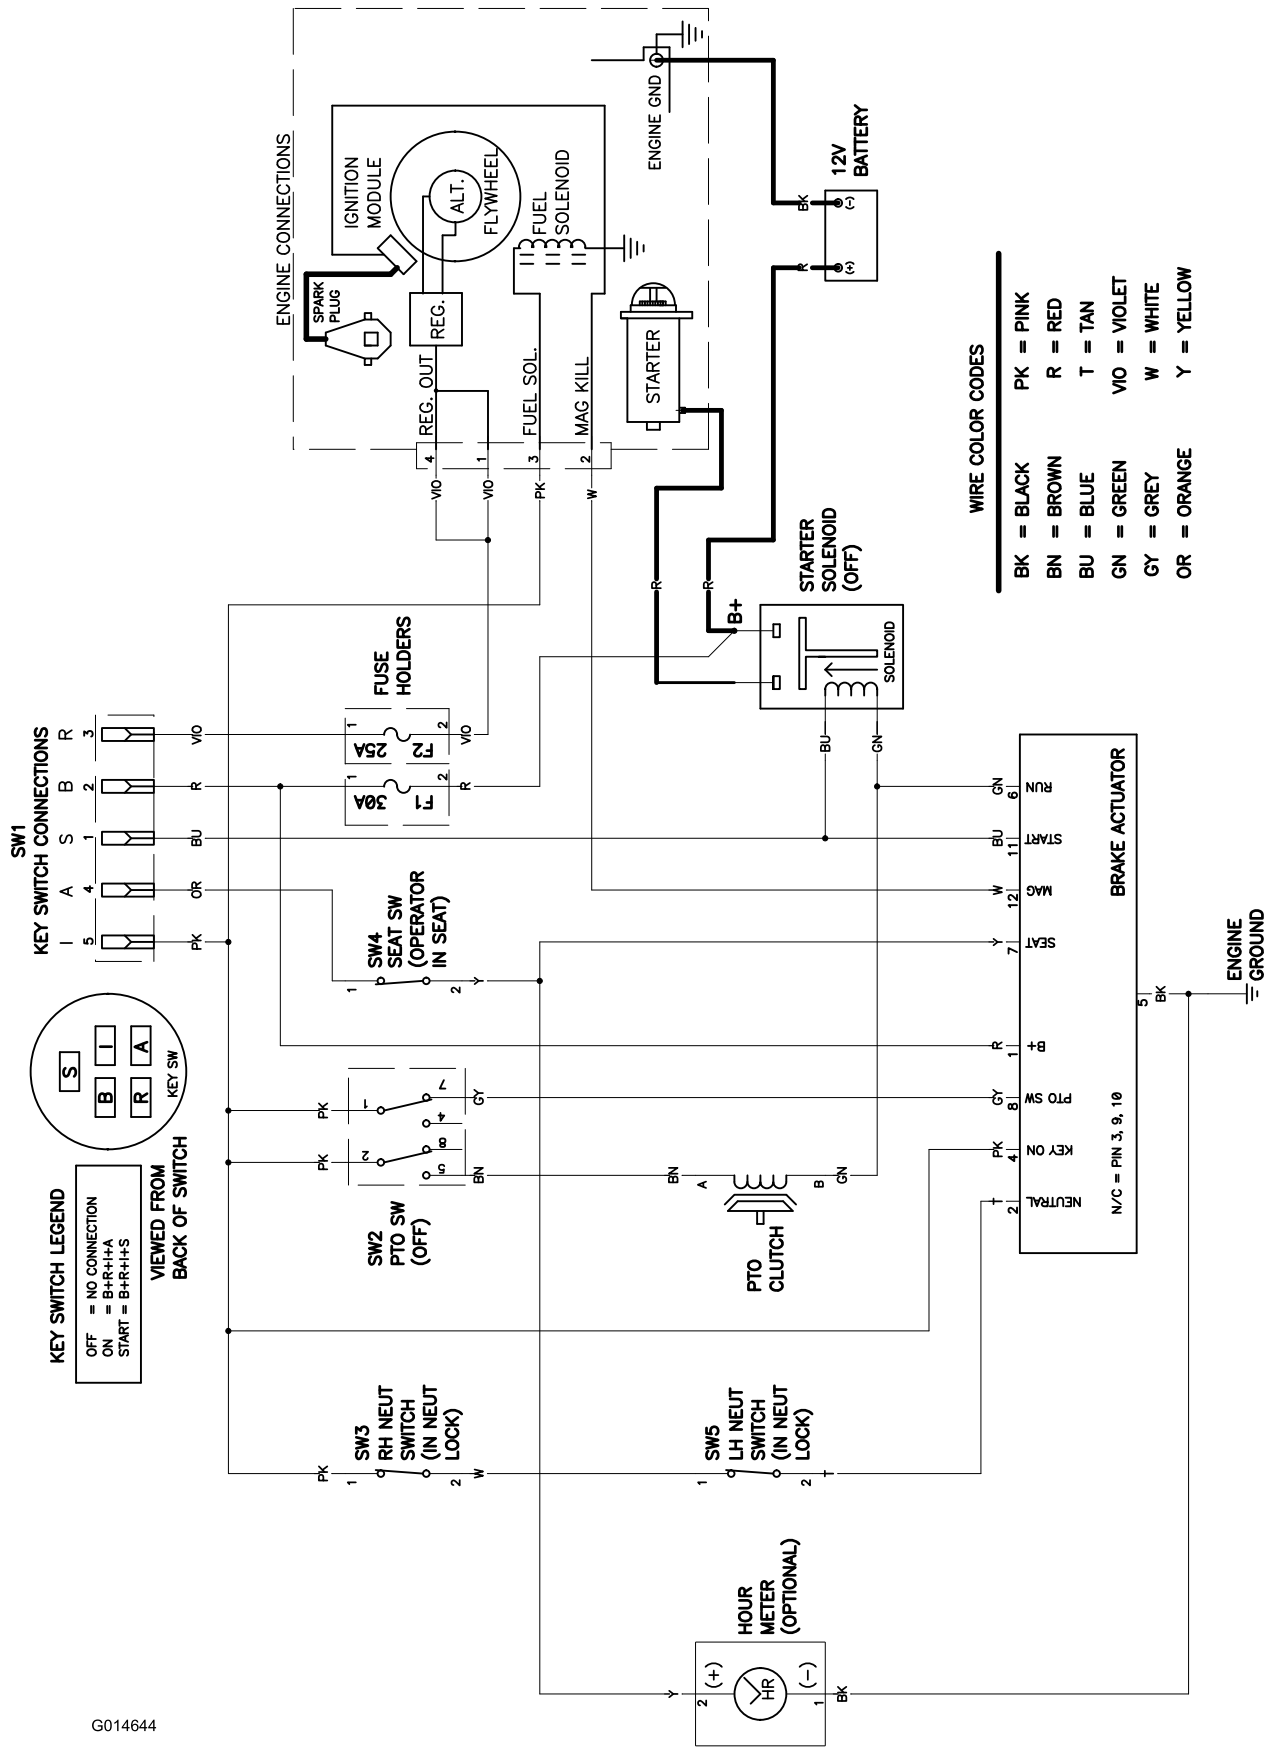 SW1
KEY SWITCH CONNECTIONS
I A S B R
5 4 1 2 3
PK OR BU R VIO
KEY SWITCH LEGEND
OFF = NO CONNECTION
ON = B+R+I+A
START = B+R+I+S
VIEWED FROM
BACK OF SWITCH
S
B I
R A
KEY SW
ENGINE CONNECTIONS
SPARK
PLUG
IGNITION
MODULE
ALT.
FLYWHEEL
REG.
FUEL
SOLENOID
ENGINE GND
REG. OUT
FUEL SOL.
MAG KILL
4
1
3
2
VIO
VIO
PK
W
STARTER
12V
BATTERY
BK
(-)
R
(+)
FUSE
HOLDERS
1
25A
F2
2
VIO
1
30A
F1
2
R
STARTER
SOLENOID
(OFF)
R
R
B+
SOLENOID
BU
GN
SW4
SEAT SW
(OPERATOR
IN SEAT)
1
2
Y
SW2
PTO SW
(OFF)
PK
PK
1
2
7
4
8
5
GY
BN
BN
A
B
GN
PTO
CLUTCH
SW3
RH NEUT
SWITCH
(IN NEUT
LOCK)
PK
1
2
W
SW5
LH NEUT
SWITCH
(IN NEUT
LOCK)
1
2
T
HOUR
METER
(OPTIONAL)
Y
2
(+)
HR
(-)
1
BK
BRAKE ACTUATOR
GN 6 RUN
BU 11 START
W 12 MAG
Y 7 SEAT
R 1 B+
GY 8 PTO SW
PK 4 KEY ON
T 2 NEUTRAL
N/C = PIN 3, 9, 10
5
BK
ENGINE
GROUND
WIRE COLOR CODES
BK = BLACK PK = PINK
BN = BROWN R = RED
BU = BLUE T = TAN
GN = GREEN VIO = VIOLET
GY = GREY W = WHITE
OR = ORANGE Y = YELLOW
G014644